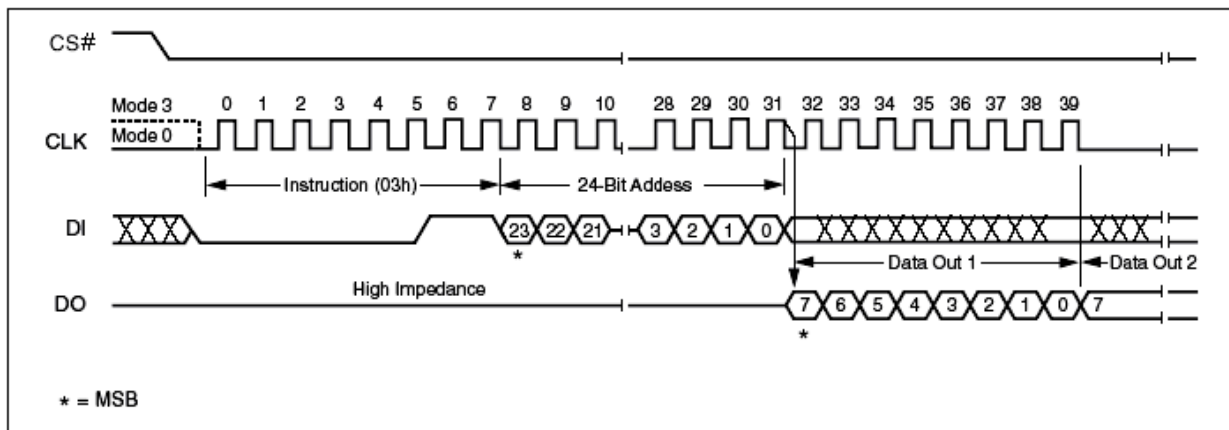 CS#
Mode 3 0 1 2 3 4 5 6 7 8 9 10 28 29 30 31 32 33 34 35 36 37 38 39
CLK Mode 0
Instruction (03h) 24-Bit Addess
DI 23 22 21 3 2 1 0
* Data Out 1 Data Out 2
High Impedance
DO 7 6 5 4 3 2 1 0 7
*
* = MSB